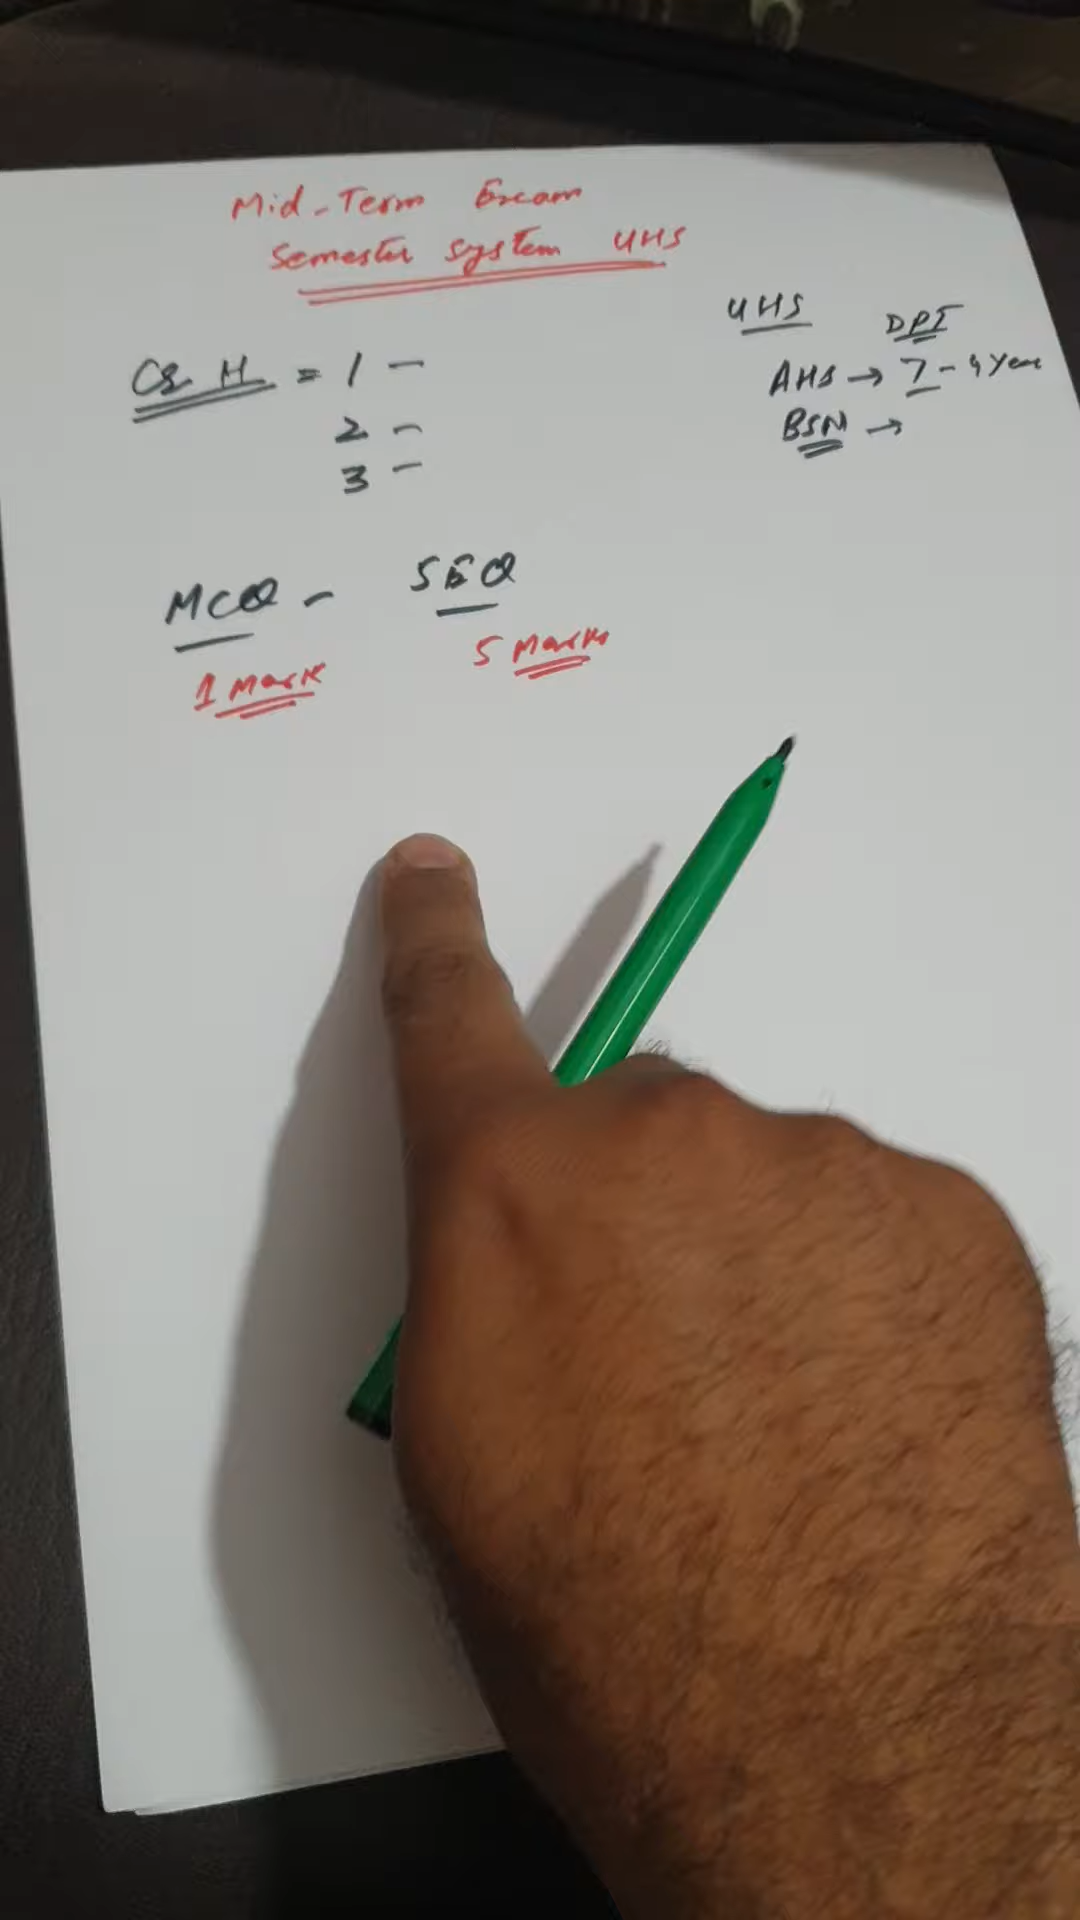 Mid-Term Exam
Semester system UHS
Cr H = 1 -
2 -
3 -
UHS DPT
AHS → 7 - 4 Year
BSN →
MCQ - SEQ
1 Mark 5 Marks